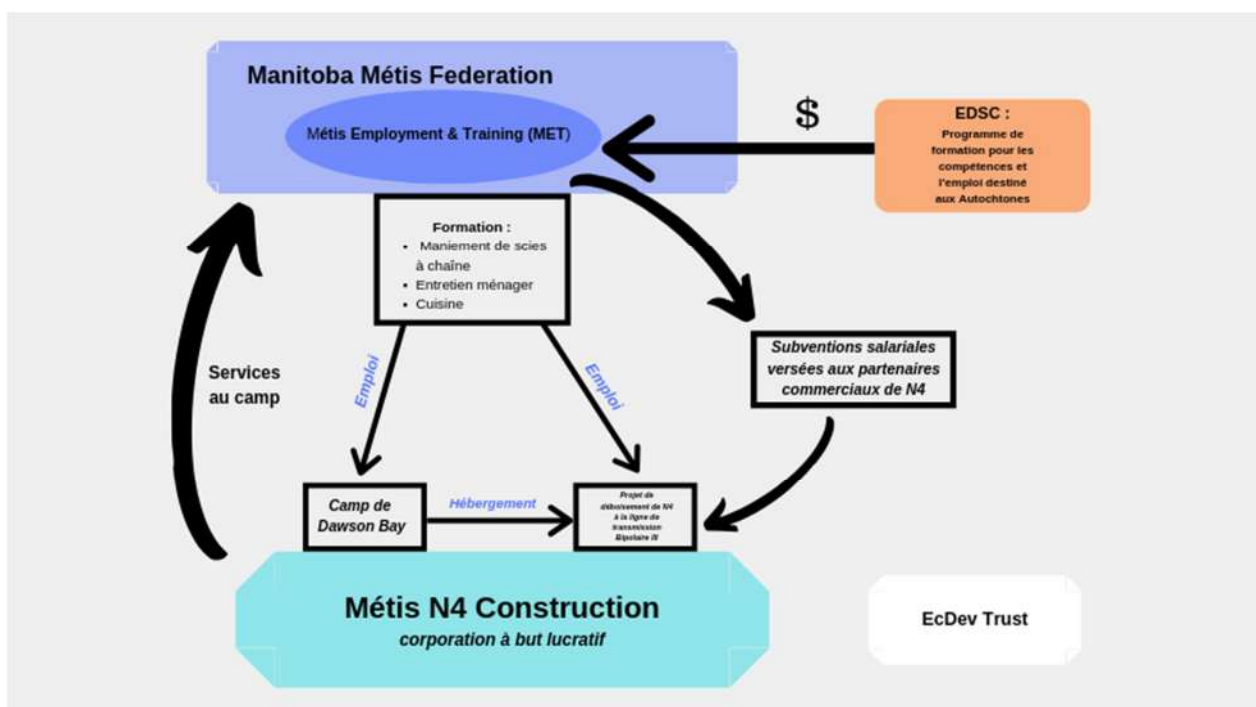 Manitoba Métis Federation
Métis Employment & Training (MET)
$
EDSC :
Programme de
formation pour les
compétences et
l'emploi destiné
aux Autochtones
Formation :
• Maniement de scies
à chaîne
• Entretien ménager
• Cuisine
Subventions salariales
versées aux partenaires
commerciaux de N4
Services
au camp
Emploi
Emploi
Camp de
Dawson Bay
Hébergement
Projet de
déboisement de N4
à la ligne de
transmission
Bipolaire III
Métis N4 Construction
corporation à but lucratif
EcDev Trust